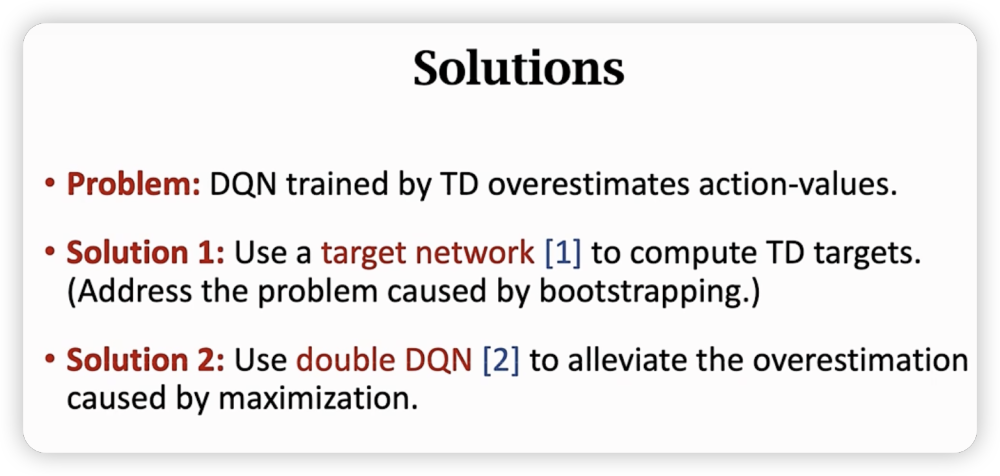 Solutions
• Problem: DQN trained by TD overestimates action-values.
• Solution 1: Use a target network [1] to compute TD targets.
(Address the problem caused by bootstrapping.)
• Solution 2: Use double DQN [2] to alleviate the overestimation
caused by maximization.